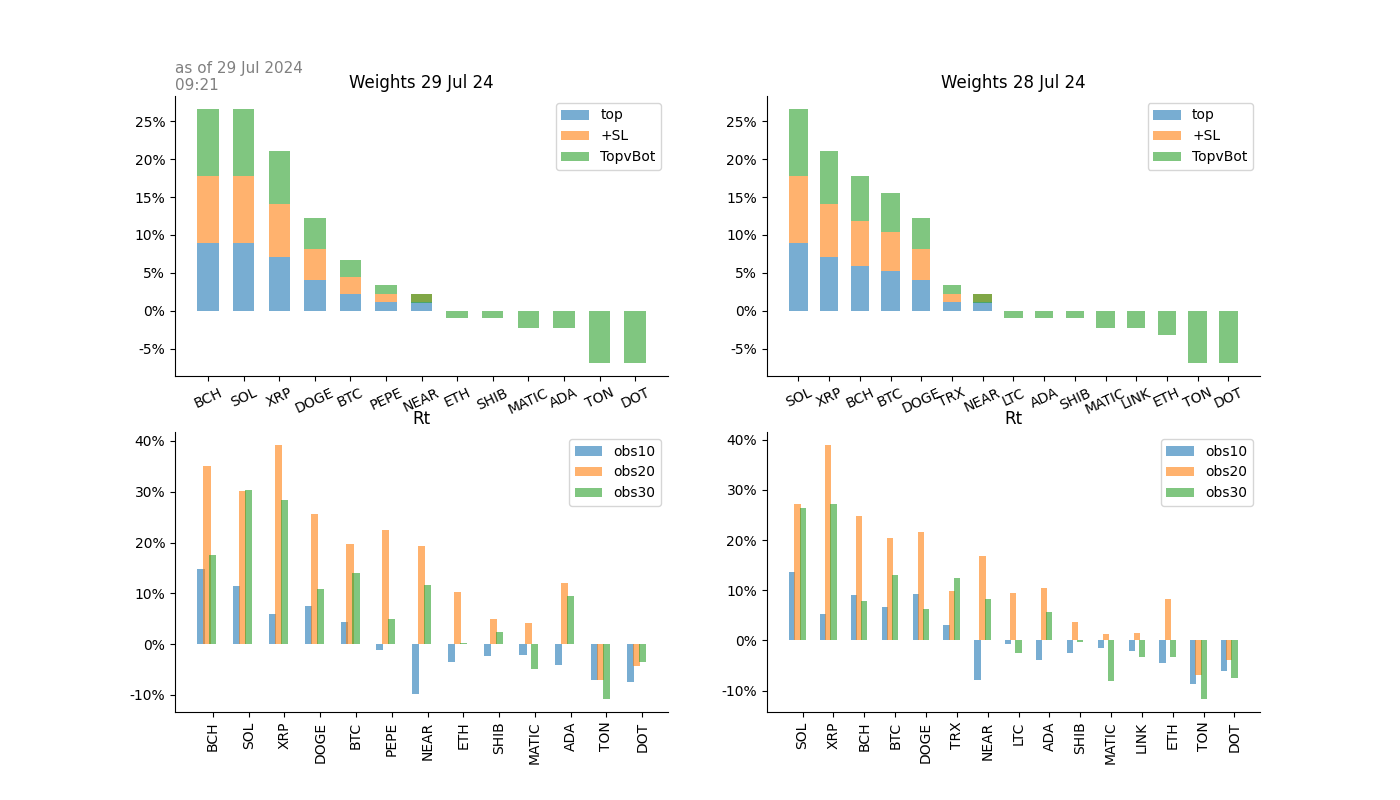 as of 29 Jul 2024
09:21
Weights 29 Jul 24
25%
20%
15%
10%
5%
0%
-5%
top
+SL
TopvBot
BCH SOL XRP DOGE BTC PEPE NEAR ETH SHIB MATIC ADA TON DOT
Weights 28 Jul 24
25%
20%
15%
10%
5%
0%
-5%
top
+SL
TopvBot
SOL XRP BCH BTC DOGE TRX NEAR LTC ADA SHIB MATIC LINK ETH TON DOT
Rt
40%
30%
20%
10%
0%
-10%
obs10
obs20
obs30
BCH SOL XRP DOGE BTC PEPE NEAR ETH SHIB MATIC ADA TON DOT
Rt
40%
30%
20%
10%
0%
-10%
obs10
obs20
obs30
SOL XRP BCH BTC DOGE TRX NEAR LTC ADA SHIB MATIC LINK ETH TON DOT